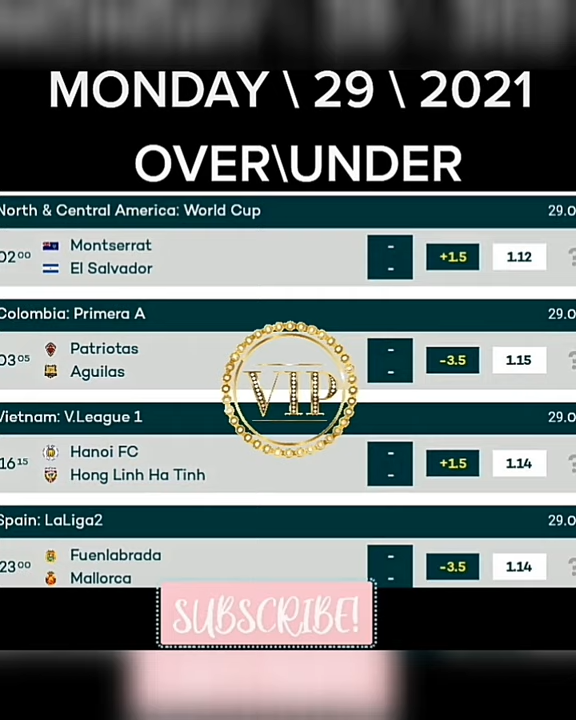 MONDAY \ 29 \ 2021
OVER\UNDER
North & Central America: World Cup 29.0
02 00 Montserrat
El Salvador
- - +1.5 1.12 ?
Colombia: Primera A 29.0
03 05 Patriotas
Aguilas
- - -3.5 1.15 ?
VIP
Vietnam: V.League 1 29.0
16 15 Hanoi FC
Hong Linh Ha Tinh
- - +1.5 1.14 ?
Spain: LaLiga2 29.0
23 00 Fuenlabrada
Mallorca
- - -3.5 1.14 ?
SUBSCRIBE!